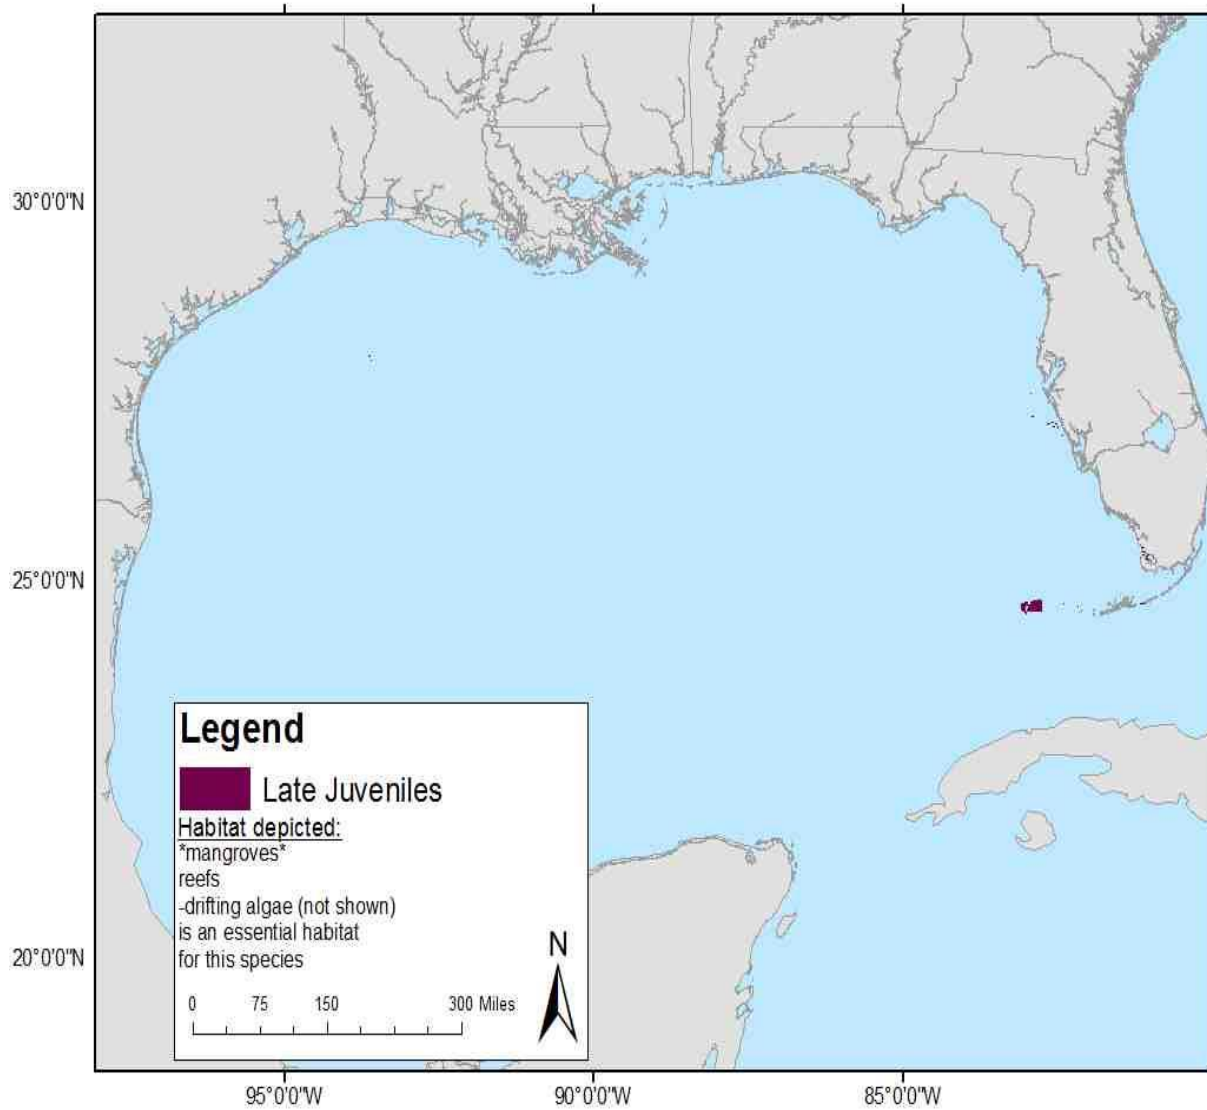 30°0'0"N
25°0'0"N
20°0'0"N
Legend
Late Juveniles
Habitat depicted:
*mangroves*
reefs
-drifting algae (not shown)
is an essential habitat
for this species
N
0 75 150 300 Miles
95°0'0"W 90°0'0"W 85°0'0"W